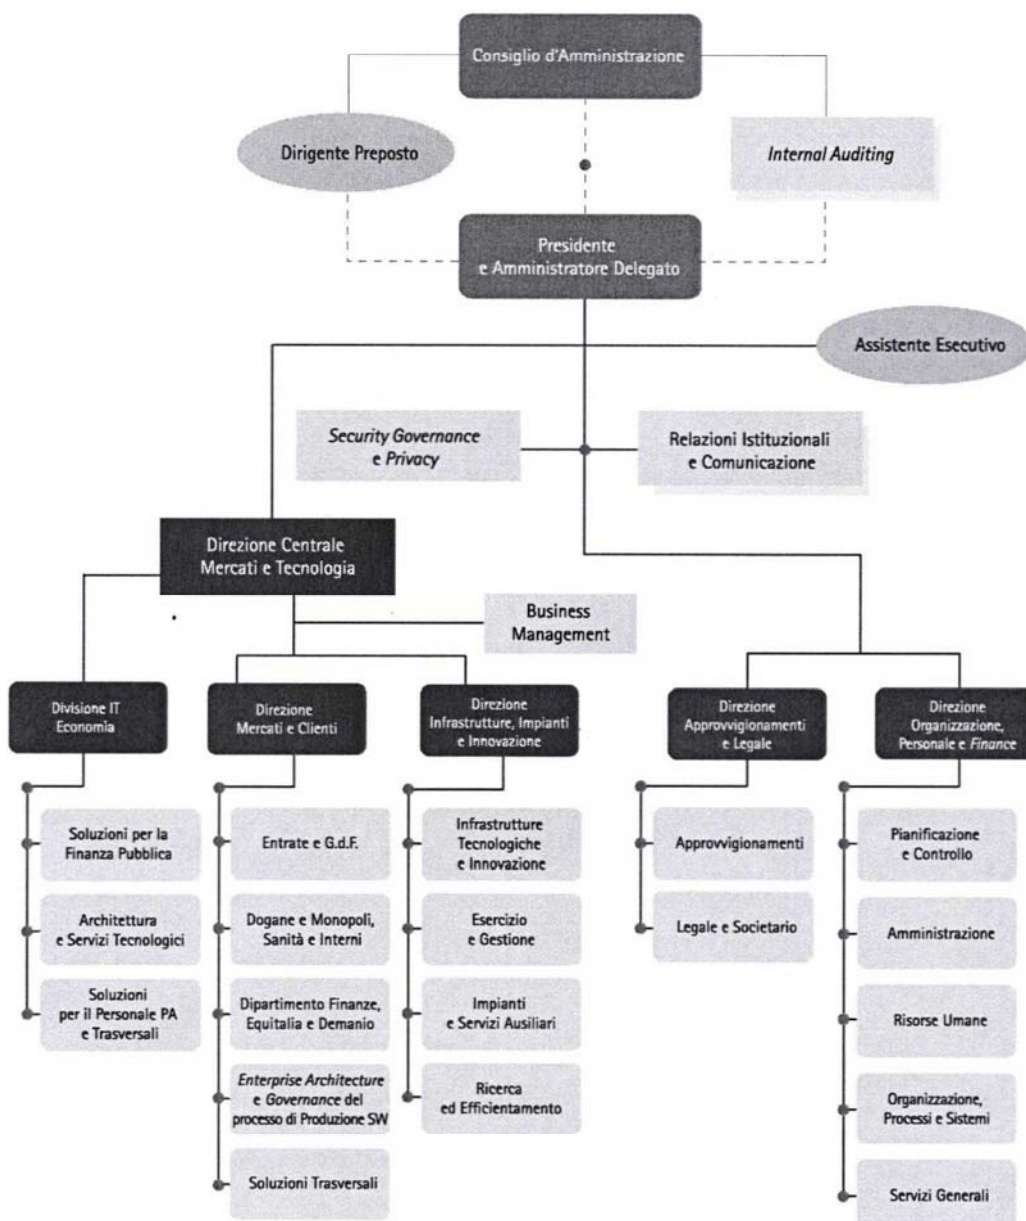 Consiglio d'Amministrazione
Dirigente Preposto
Internal Auditing
Presidente
e Amministratore Delegato
Assistente Esecutivo
Security Governance
e Privacy
Relazioni Istituzionali
e Comunicazione
Direzione Centrale
Mercati e Tecnologia
Business
Management
Divisione IT
Economia
Direzione
Mercati e Clienti
Direzione
Infrastrutture, Impianti
e Innovazione
Direzione
Approvvigionamenti
e Legale
Direzione
Organizzazione,
Personale e Finance
Soluzioni per la
Finanza Pubblica
Architettura
e Servizi Tecnologici
Soluzioni
per il Personale PA
e Trasversali
Entrate e G.d.F.
Dogane e Monopoli,
Sanità e Interni
Dipartimento Finanze,
Equitalia e Demanio
Enterprise Architecture
e Governance del
processo di Produzione SW
Soluzioni Trasversali
Infrastrutture
Tecnologiche
e Innovazione
Esercizio
e Gestione
Impianti
e Servizi Ausiliari
Ricerca
ed Efficientamento
Approvvigionamenti
Legale e Societario
Pianificazione
e Controllo
Amministrazione
Risorse Umane
Organizzazione,
Processi e Sistemi
Servizi Generali